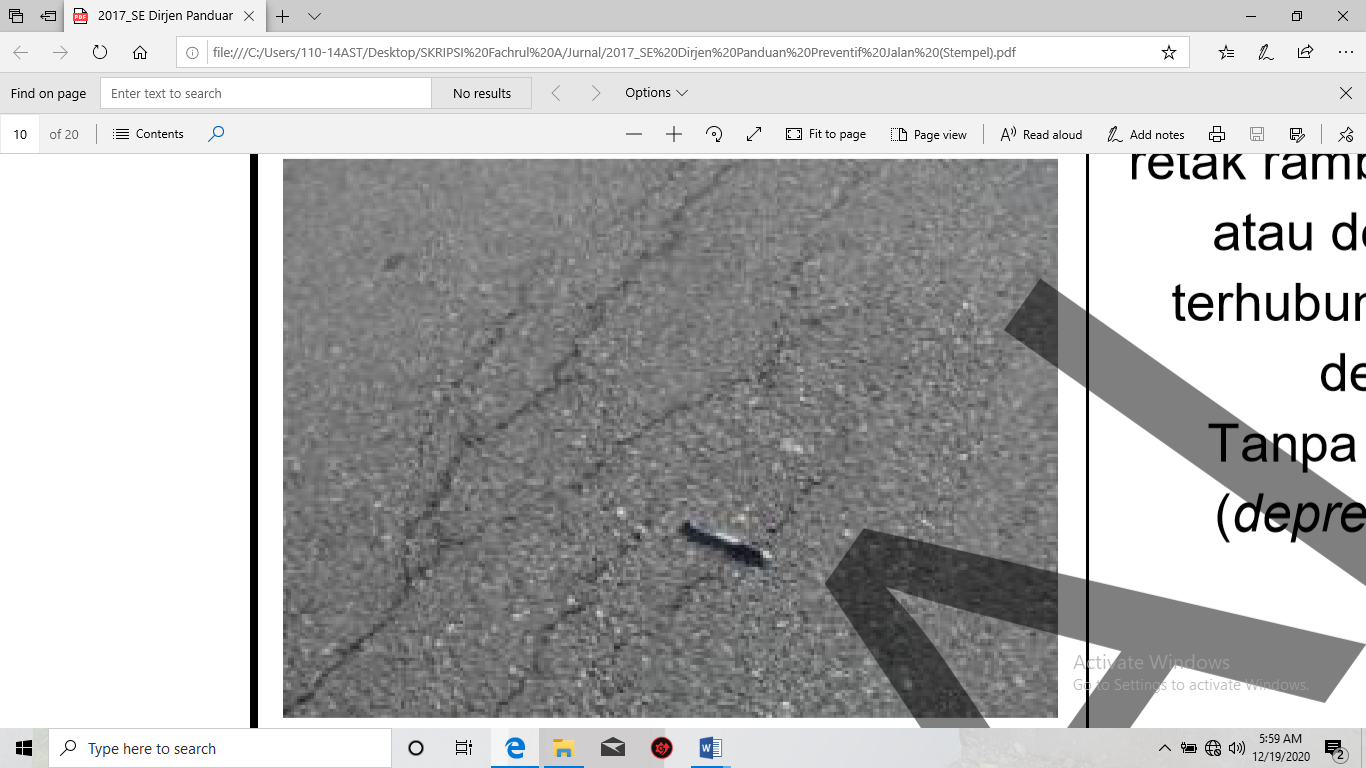 2017_SE Dirjen Panduar
file:///C:/Users/110-14AST/Desktop/SKRIPSI%20Fachrul%20A/Jurnal/2017_SE%20Dirjen%20Panduan%20Preventif%20Jalan%20(Stempel).pdf
Find on page
Enter text to search
No results
Options
10 of 20
Contents
Fit to page
Page view
Read aloud
Add notes
retak ramb
atau de
terhubur
de
Tanpa
(depre
Activate Windows
Go to Settings to activate Windows.
Type here to search
5:59 AM
12/19/2020
2